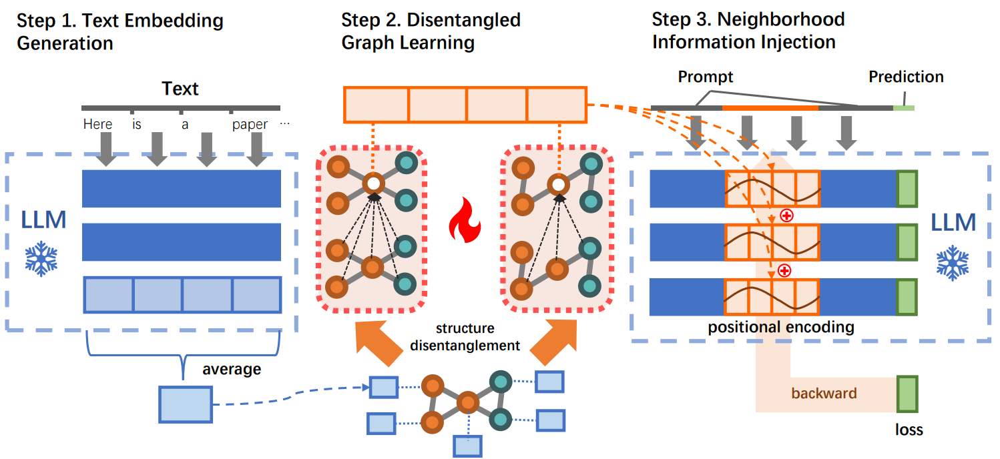 Step 1. Text Embedding
Generation
Text
Here is a paper ...
LLM
average
Step 2. Disentangled
Graph Learning
structure
disentanglement
Step 3. Neighborhood
Information Injection
Prompt
Prediction
LLM
positional encoding
backward
loss